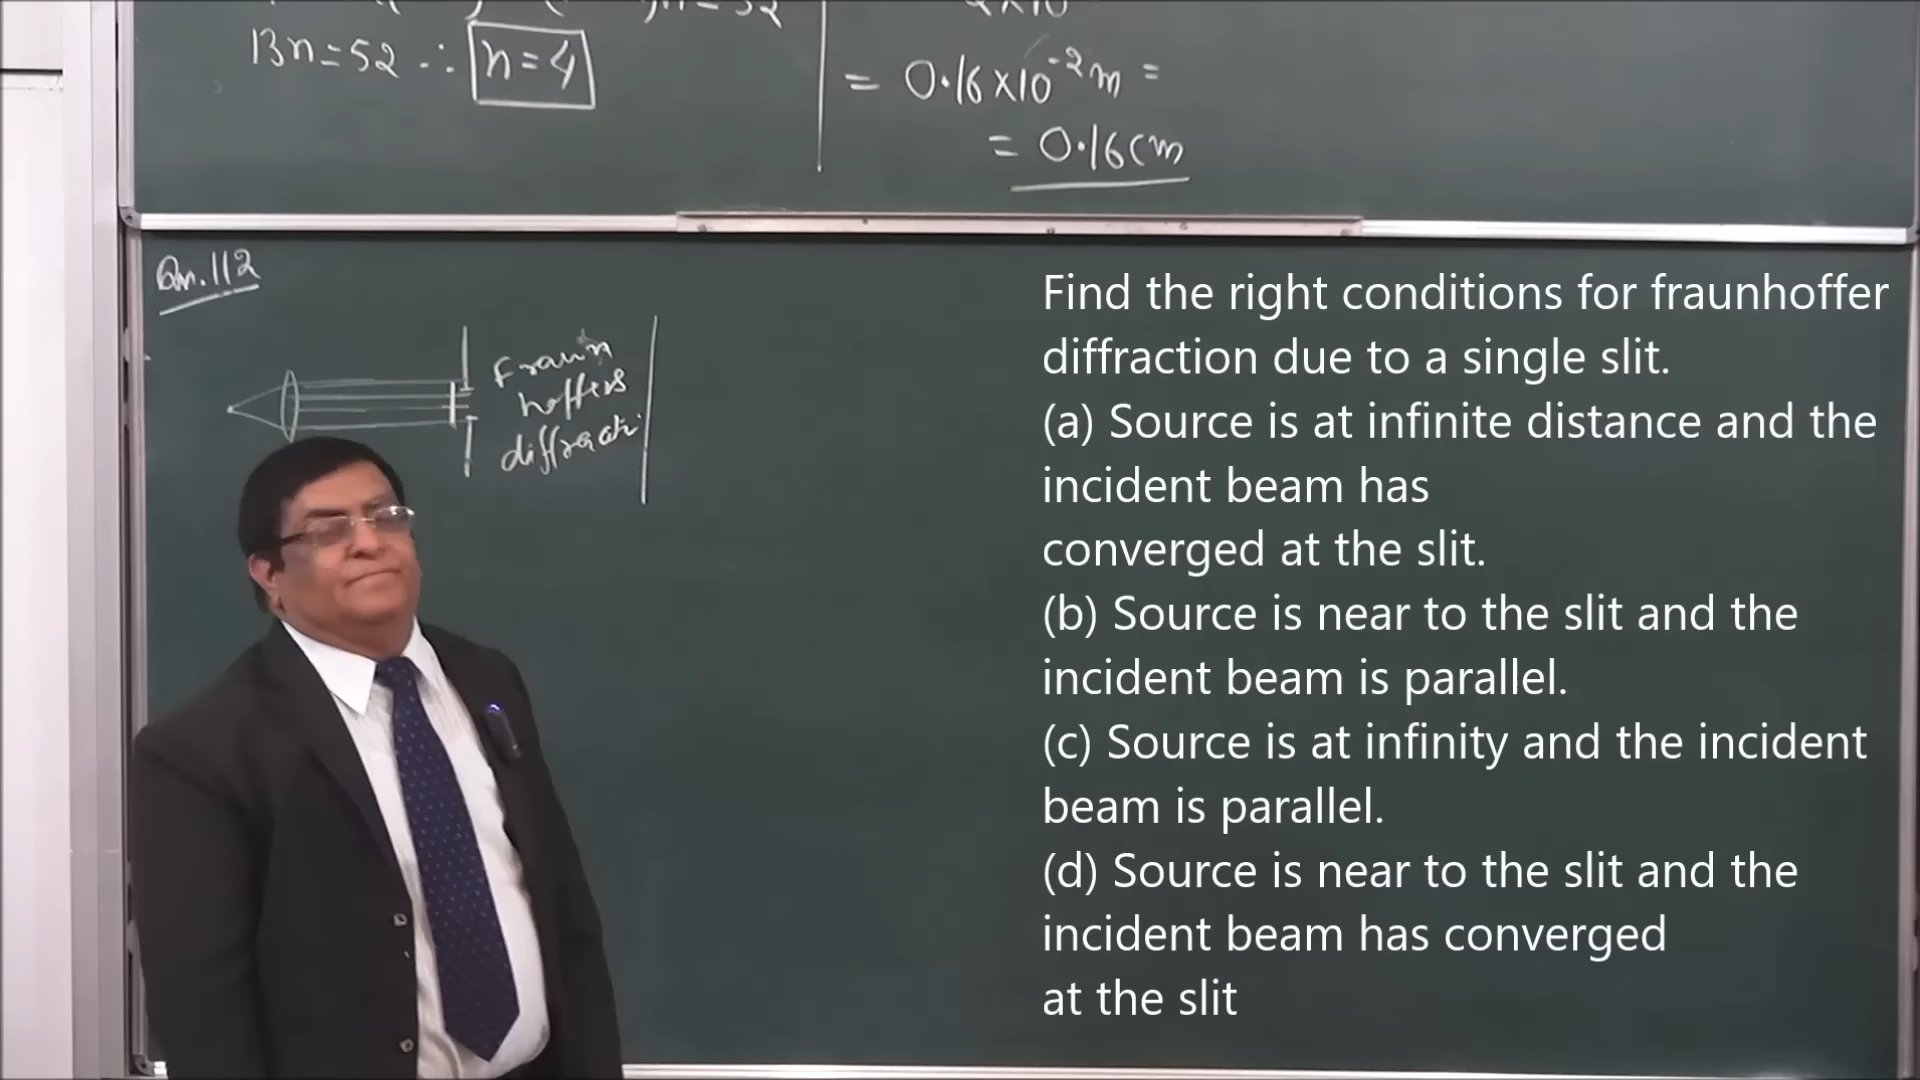 13n=52 ∴ n=4
= 0.16×10⁻²m =
= 0.16cm
Qn.112
Fraun
hoffers
diffracti
Find the right conditions for fraunhoffer
diffraction due to a single slit.
(a) Source is at infinite distance and the
incident beam has
converged at the slit.
(b) Source is near to the slit and the
incident beam is parallel.
(c) Source is at infinity and the incident
beam is parallel.
(d) Source is near to the slit and the
incident beam has converged
at the slit